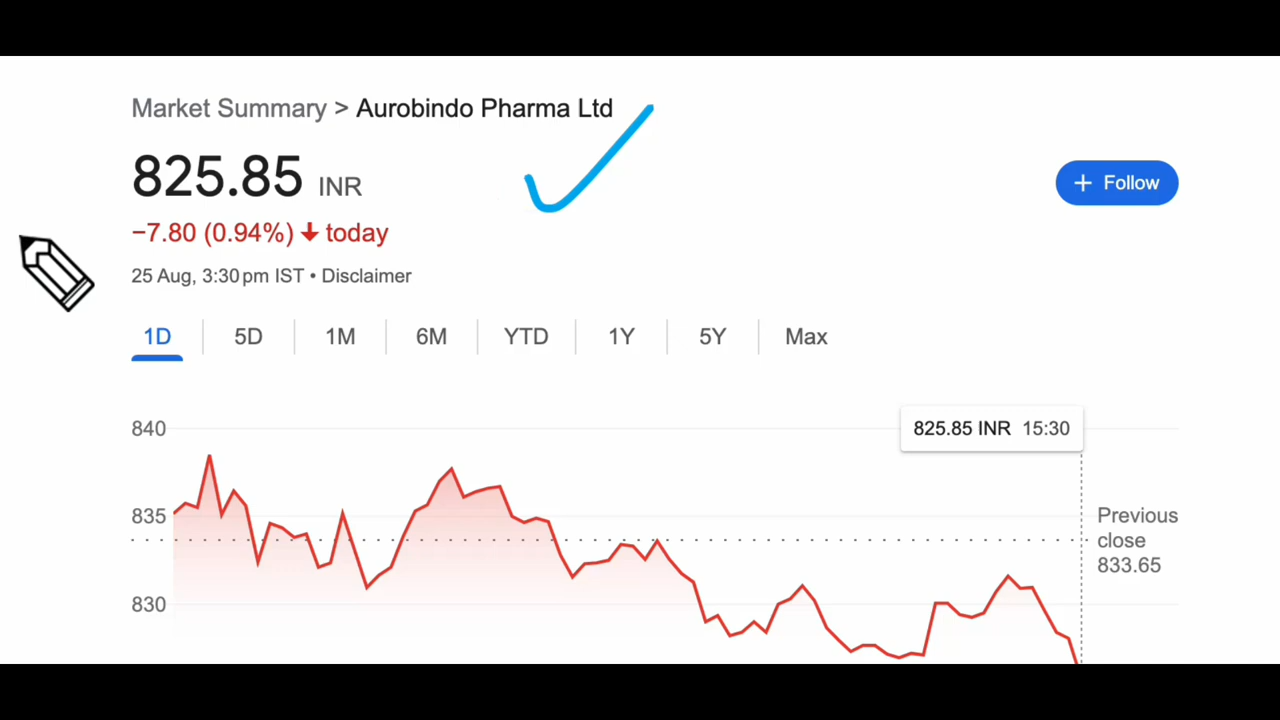 Market Summary > Aurobindo Pharma Ltd
825.85 INR
+ Follow
−7.80 (0.94%) ↓ today
25 Aug, 3:30 pm IST • Disclaimer
1D 5D 1M 6M YTD 1Y 5Y Max
840
825.85 INR 15:30
835
Previous
close
833.65
830